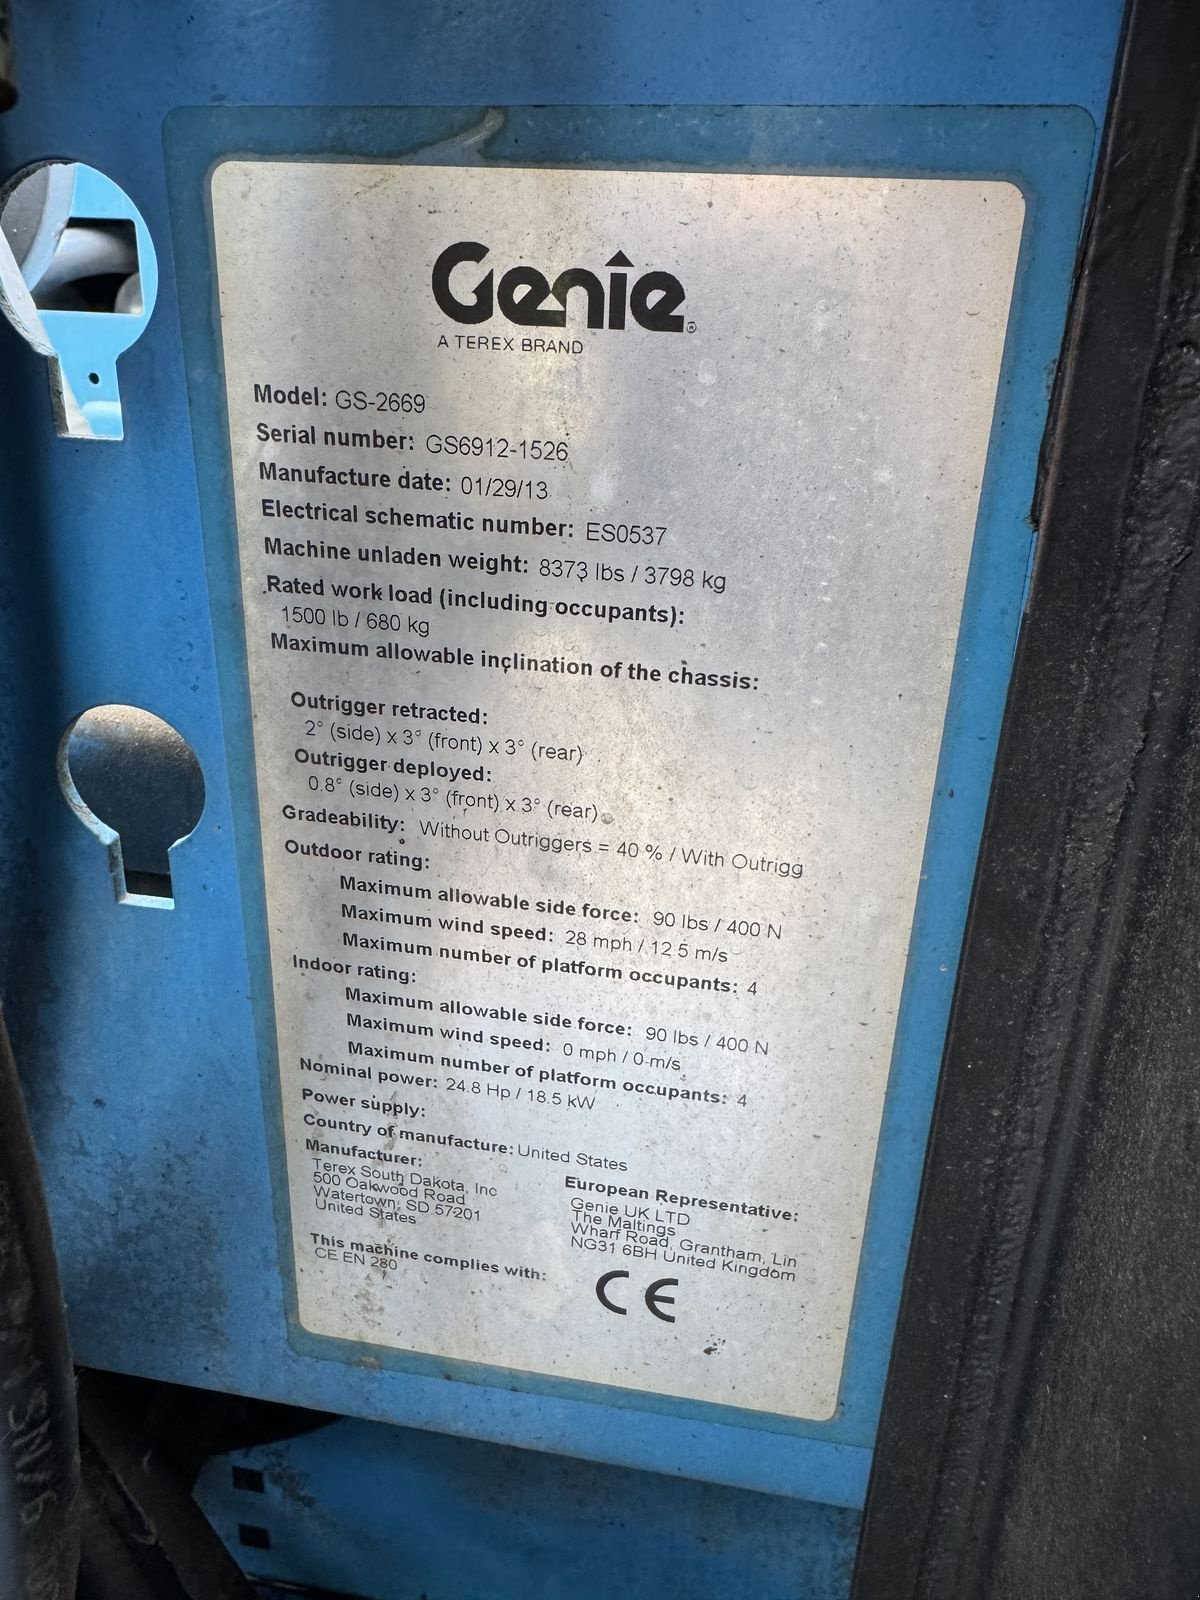 Genie®
A TEREX BRAND
Model: GS-2669
Serial number: GS6912-1526
Manufacture date: 01/29/13
Electrical schematic number: ES0537
Machine unladen weight: 8373 lbs / 3798 kg
Rated work load (including occupants):
1500 lb / 680 kg
Maximum allowable inclination of the chassis:
Outrigger retracted:
2° (side) x 3° (front) x 3° (rear)
Outrigger deployed:
0.8° (side) x 3° (front) x 3° (rear)
Gradeability: Without Outriggers = 40 % / With Outrigg
Outdoor rating:
Maximum allowable side force: 90 lbs / 400 N
Maximum wind speed: 28 mph / 12.5 m/s
Maximum number of platform occupants: 4
Indoor rating:
Maximum allowable side force: 90 lbs / 400 N
Maximum wind speed: 0 mph / 0 m/s
Maximum number of platform occupants: 4
Nominal power: 24.8 Hp / 18.5 kW
Power supply:
Country of manufacture: United States
Manufacturer:
Terex South Dakota, Inc
500 Oakwood Road
Watertown, SD 57201
United States
European Representative:
Genie UK LTD
The Maltings
Wharf Road, Grantham, Lin
NG31 6BH United Kingdom
This machine complies with:
CE EN 280
CE